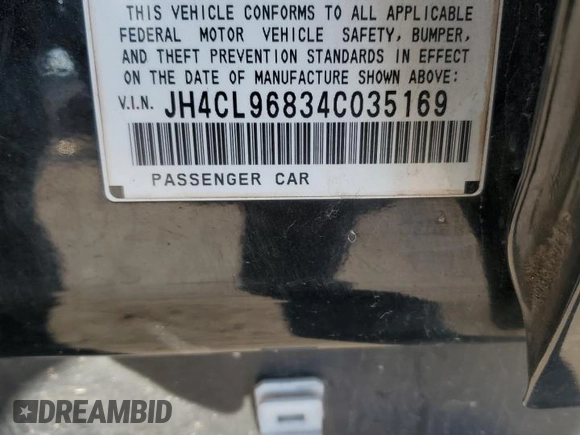 THIS VEHICLE CONFORMS TO ALL APPLICABLE
FEDERAL MOTOR VEHICLE SAFETY, BUMPER,
AND THEFT PREVENTION STANDARDS IN EFFECT
ON THE DATE OF MANUFACTURE SHOWN ABOVE:
V.I.N. JH4CL96834C035169
PASSENGER CAR
DREAMBID